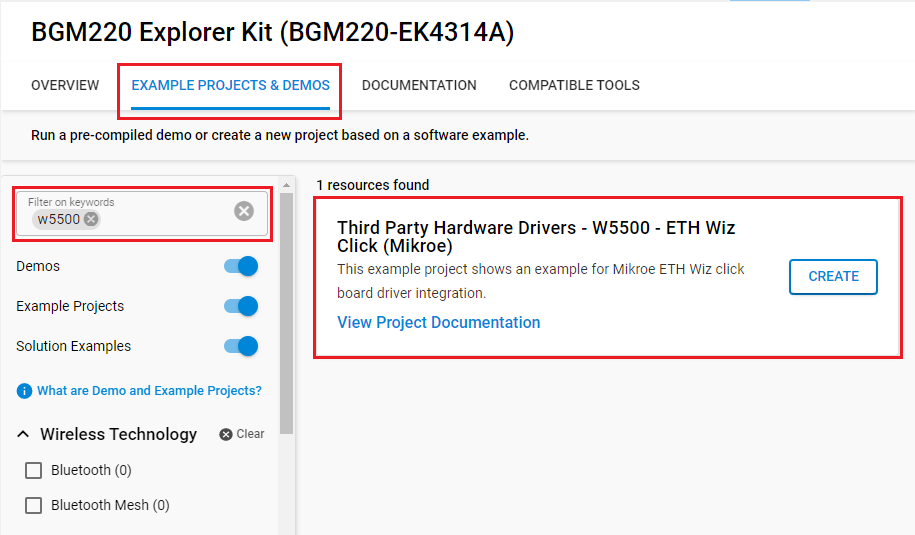 BGM220 Explorer Kit (BGM220-EK4314A)
OVERVIEW EXAMPLE PROJECTS & DEMOS DOCUMENTATION COMPATIBLE TOOLS
Run a pre-compiled demo or create a new project based on a software example.
Filter on keywords
w5500
Demos
Example Projects
Solution Examples
What are Demo and Example Projects?
Wireless Technology Clear
Bluetooth (0)
Bluetooth Mesh (0)
1 resources found
Third Party Hardware Drivers - W5500 - ETH Wiz
Click (Mikroe)
This example project shows an example for Mikroe ETH Wiz click
board driver integration.
View Project Documentation
CREATE